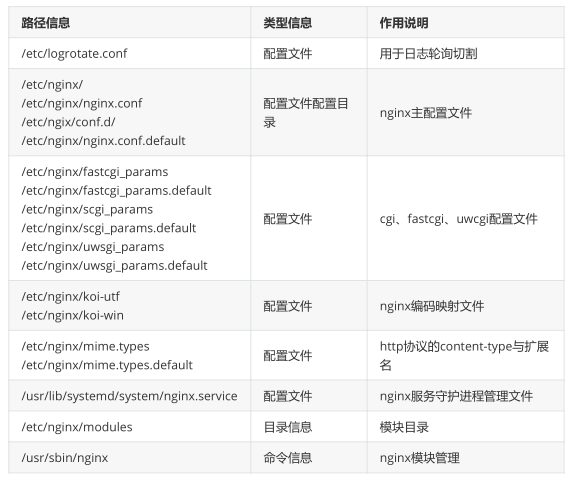 路径信息 类型信息 作用说明
/etc/logrotate.conf 配置文件 用于日志轮询切割
/etc/nginx/
/etc/nginx/nginx.conf
/etc/ngix/conf.d/
/etc/nginx/nginx.conf.default
配置文件配置目
录
nginx主配置文件
/etc/nginx/fastcgi_params
/etc/nginx/fastcgi_params.default
/etc/nginx/scgi_params
/etc/nginx/scgi_params.default
/etc/nginx/uwsgi_params
/etc/nginx/uwsgi_params.default
配置文件
cgi、fastcgi、uwcgi配置文件
/etc/nginx/koi-utf
/etc/nginx/koi-win
配置文件
nginx编码映射文件
/etc/nginx/mime.types
/etc/nginx/mime.types.default
配置文件
http协议的content-type与扩展
名
/usr/lib/systemd/system/nginx.service 配置文件 nginx服务守护进程管理文件
/etc/nginx/modules 目录信息 模块目录
/usr/sbin/nginx 命令信息 nginx模块管理